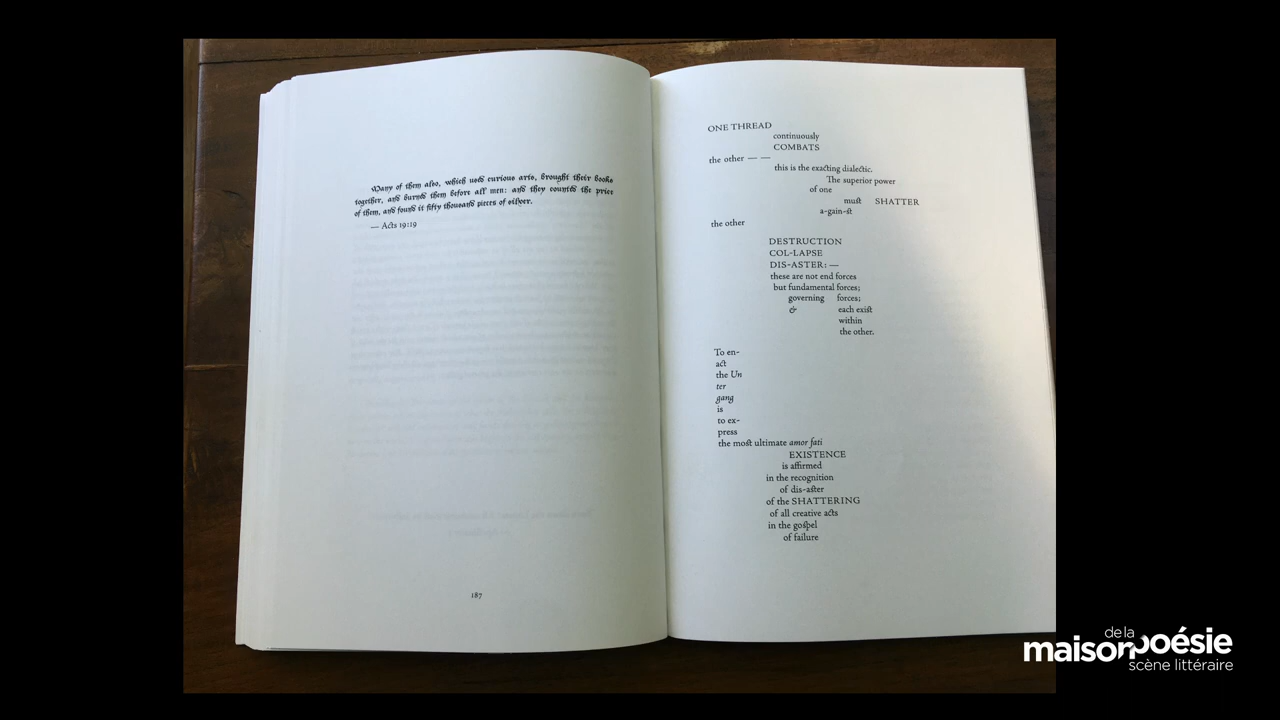 Many of them also, which used curious arts, brought their books
together, and burned them before all men: and they counted the price
of them, and found it fifty thousand pieces of silver.
— Acts 19:19
187
ONE THREAD
continuously
COMBATS
the other — —
this is the exacting dialectic.
The superior power
of one
must SHATTER
a-gain-st
the other
DESTRUCTION
COL-LAPSE
DIS-ASTER: —
these are not end forces
but fundamental forces;
governing forces;
& each exist
within
the other.
To en-
act
the Un
ter
gang
is
to ex-
press
the most ultimate amor fati
EXISTENCE
is affirmed
in the recognition
of dis-aster
of the SHATTERING
of all creative acts
in the gospel
of failure
maison de la poésie
scène littéraire